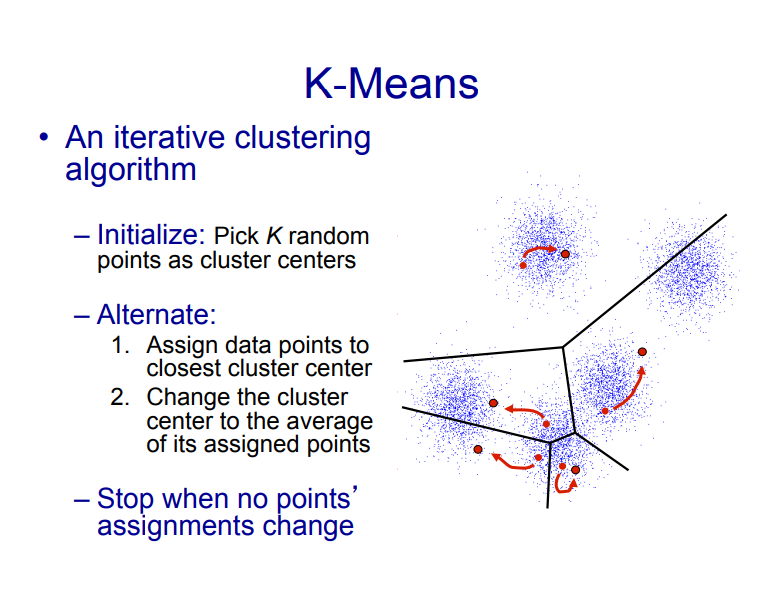 K-Means
• An iterative clustering
algorithm
– Initialize: Pick K random
points as cluster centers
– Alternate:
1. Assign data points to
closest cluster center
2. Change the cluster
center to the average
of its assigned points
– Stop when no points’
assignments change